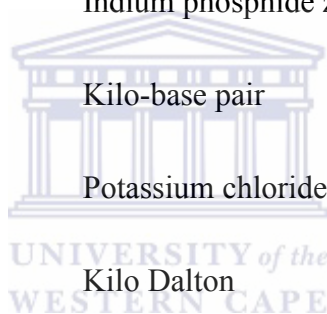 Indium phosphide
Kilo-base pair
Potassium chloride
UNIVERSITY of the
Kilo Dalton
WESTERN CAPE